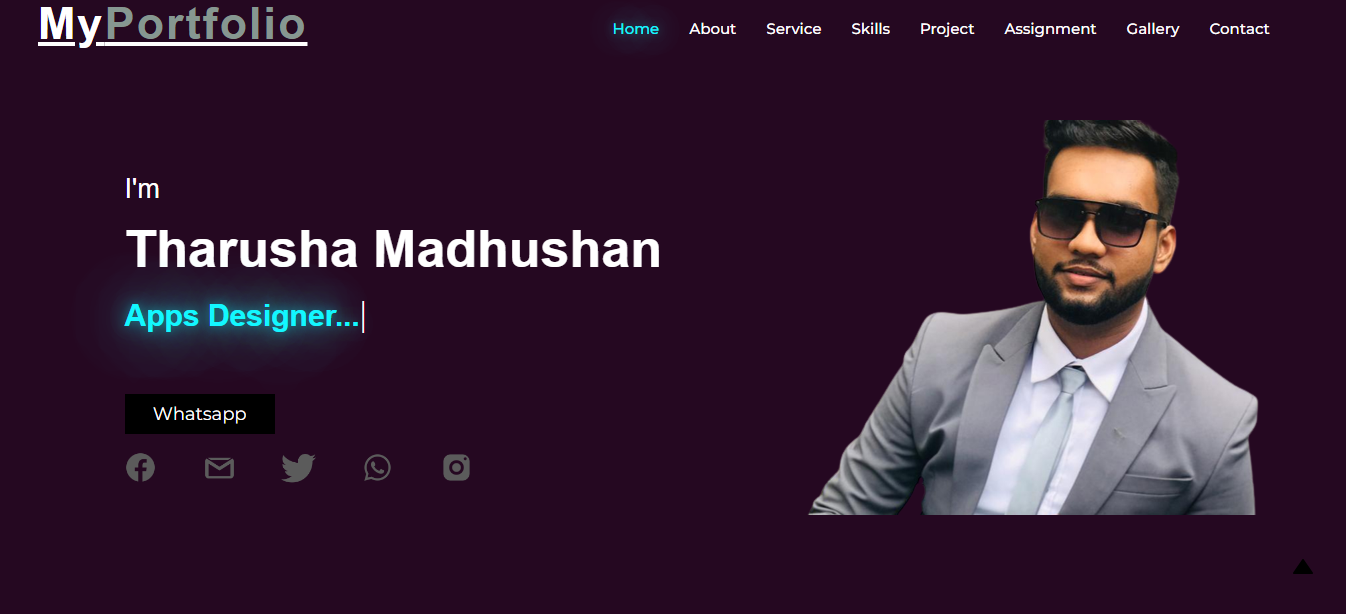 MyPortfolio
Home About Service Skills Project Assignment Gallery Contact
I'm
Tharusha Madhushan
Apps Designer...
Whatsapp